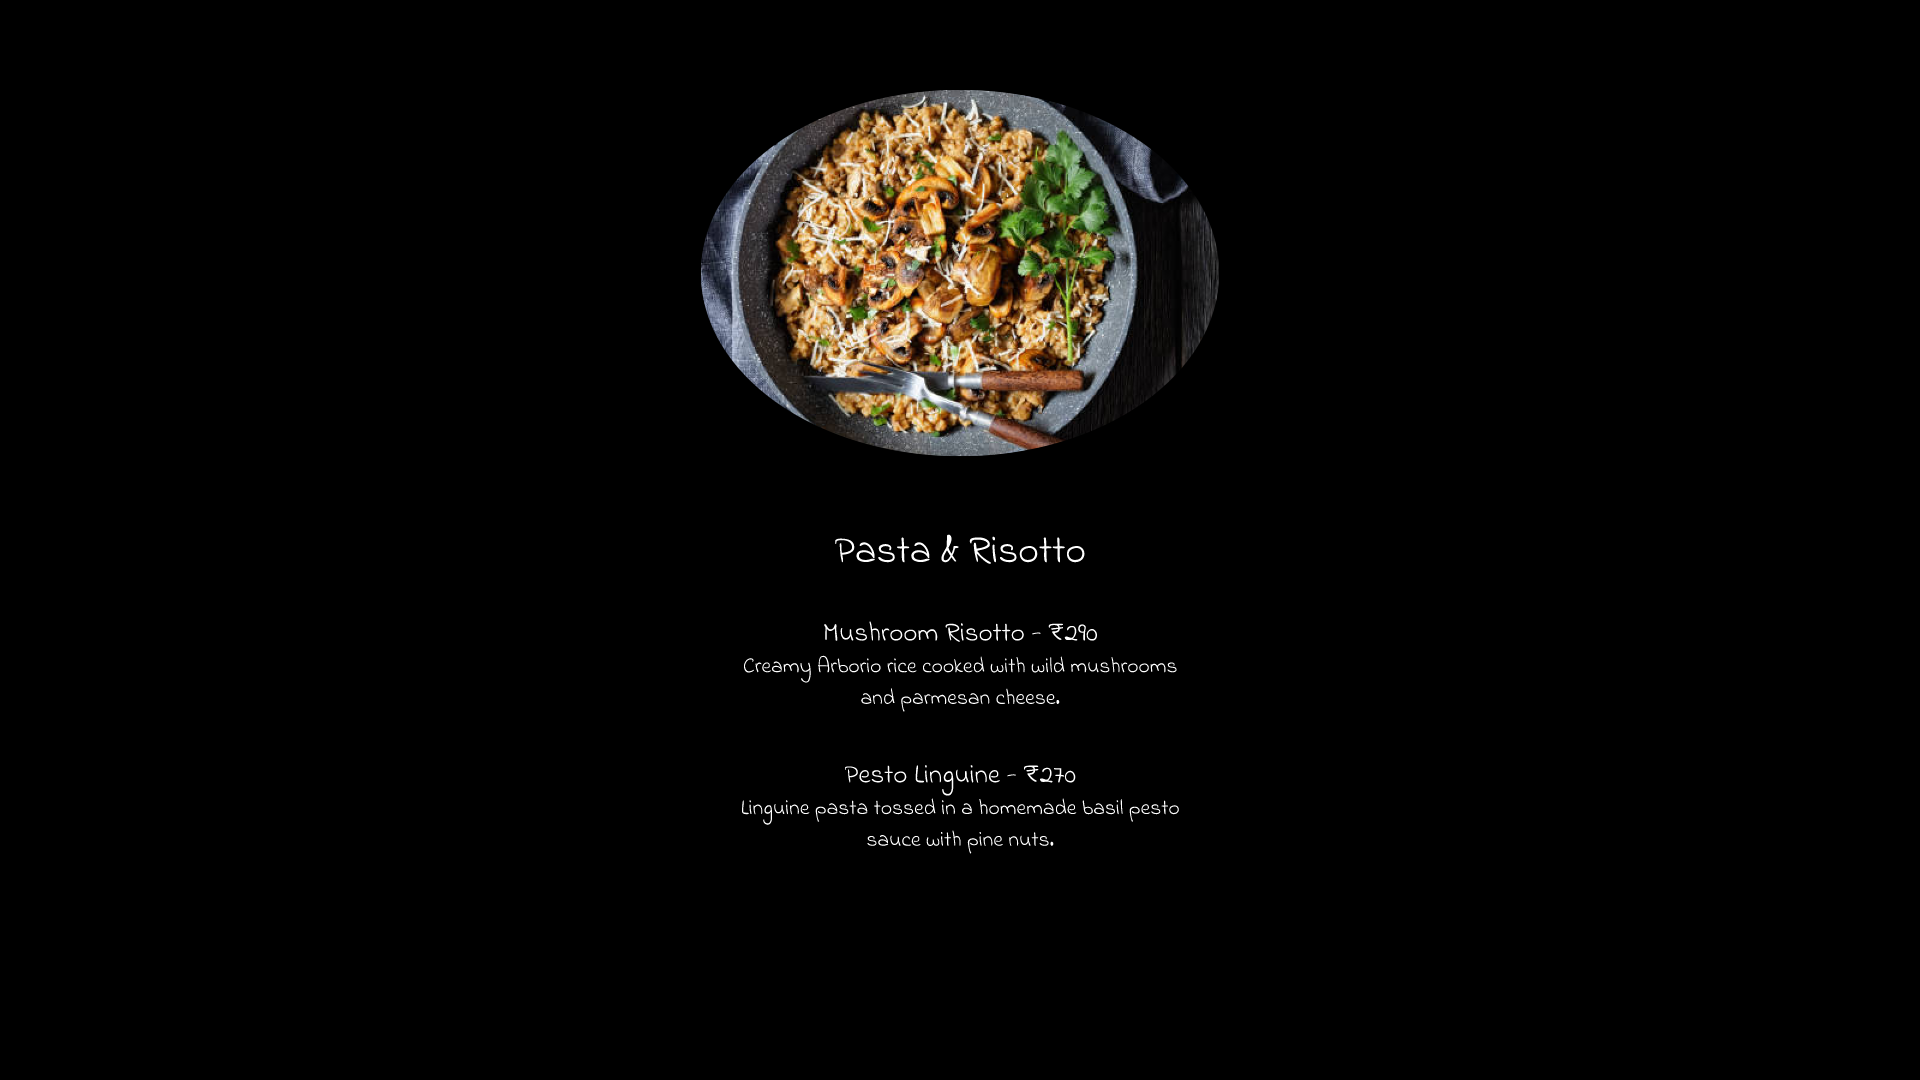 Pasta & Risotto
Mushroom Risotto - ₹290
Creamy Arborio rice cooked with wild mushrooms
and parmesan cheese.
Pesto Linguine - ₹270
Linguine pasta tossed in a homemade basil pesto
sauce with pine nuts.